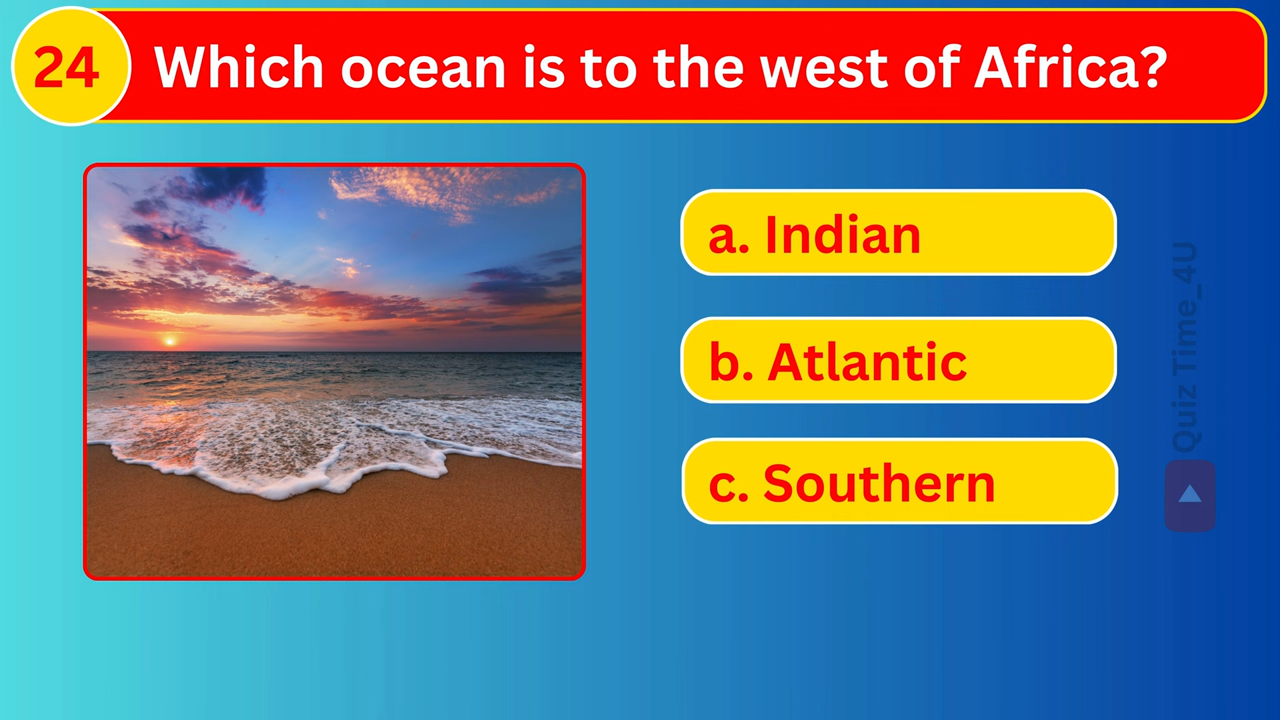 24
Which ocean is to the west of Africa?
a. Indian
b. Atlantic
c. Southern
Quiz Time_4U